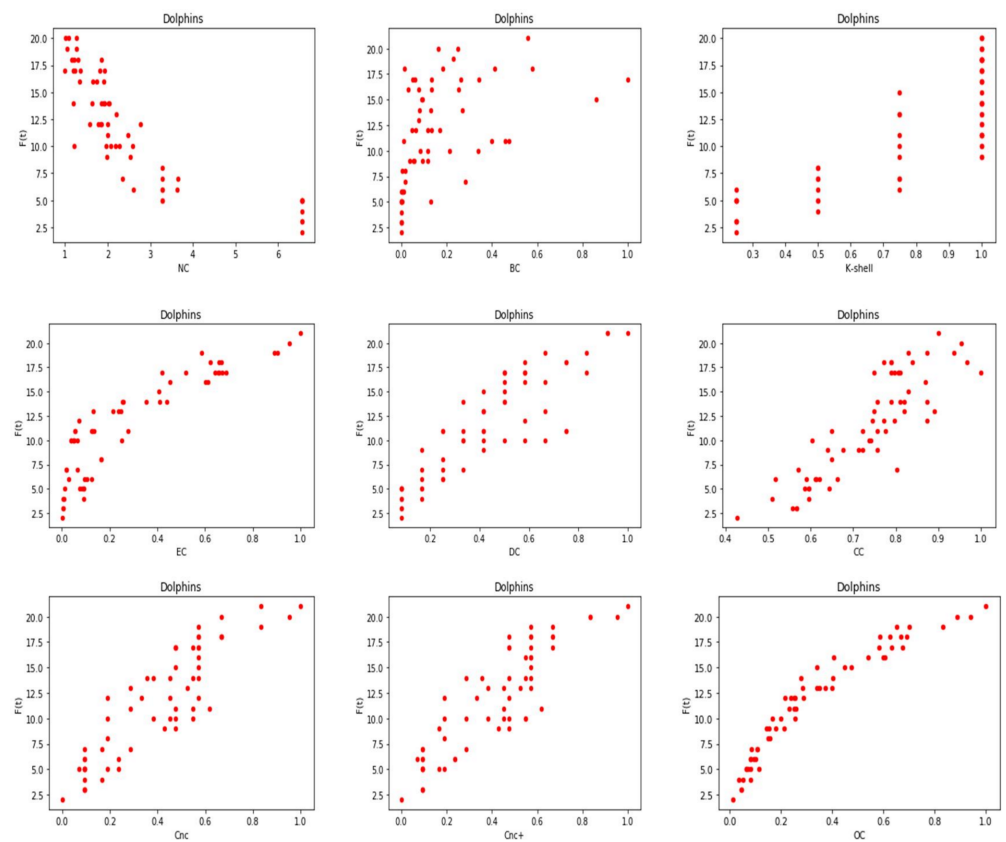 Dolphins Dolphins Dolphins
20.0 20.0 20.0
17.5 17.5 17.5
15.0 15.0 15.0
12.5 12.5 12.5
F(t) F(t) F(t)
10.0 10.0 10.0
7.5 7.5 7.5
5.0 5.0 5.0
2.5 2.5 2.5
1 2 3 4 5 6 0.0 0.2 0.4 0.6 0.8 1.0 0.3 0.4 0.5 0.6 0.7 0.8 0.9 1.0
NC BC K-shell
Dolphins Dolphins Dolphins
20.0 20.0 20.0
17.5 17.5 17.5
15.0 15.0 15.0
12.5 12.5 12.5
F(t) F(t) F(t)
10.0 10.0 10.0
7.5 7.5 7.5
5.0 5.0 5.0
2.5 2.5 2.5
0.0 0.2 0.4 0.6 0.8 1.0 0.2 0.4 0.6 0.8 1.0 0.4 0.5 0.6 0.7 0.8 0.9 1.0
EC DC CC
Dolphins Dolphins Dolphins
20.0 20.0 20.0
17.5 17.5 17.5
15.0 15.0 15.0
12.5 12.5 12.5
F(t) F(t) F(t)
10.0 10.0 10.0
7.5 7.5 7.5
5.0 5.0 5.0
2.5 2.5 2.5
0.0 0.2 0.4 0.6 0.8 1.0 0.0 0.2 0.4 0.6 0.8 1.0 0.0 0.2 0.4 0.6 0.8 1.0
Cnc Cnc+ OC